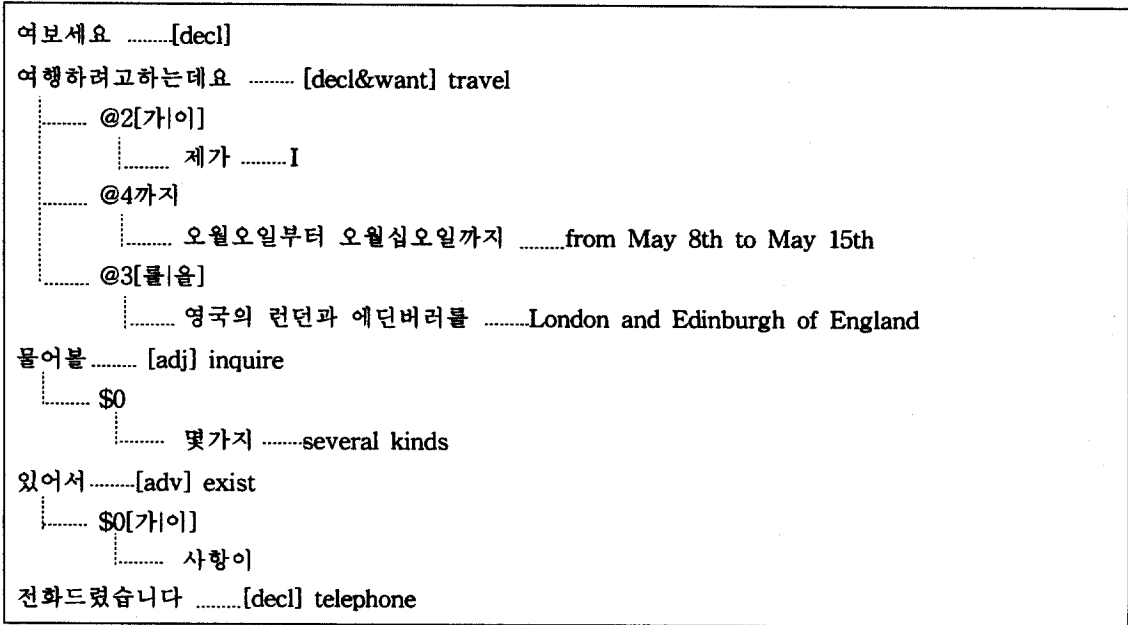 여보세요 ........[decl]
여행하려고하는데요 ........ [decl&want] travel
........ @2[가|이]
........ 제가 ........I
........ @4까지
........ 오월오일부터 오월십오일까지 ........from May 8th to May 15th
........ @3[를|을]
........ 영국의 런던과 에딘버러를 ........London and Edinburgh of England
물어볼 ........ [adj] inquire
........ $0
........ 몇가지 ........several kinds
있어서 ........[adv] exist
........ $0[가|이]
........ 사항이
전화드렸습니다 ........[decl] telephone